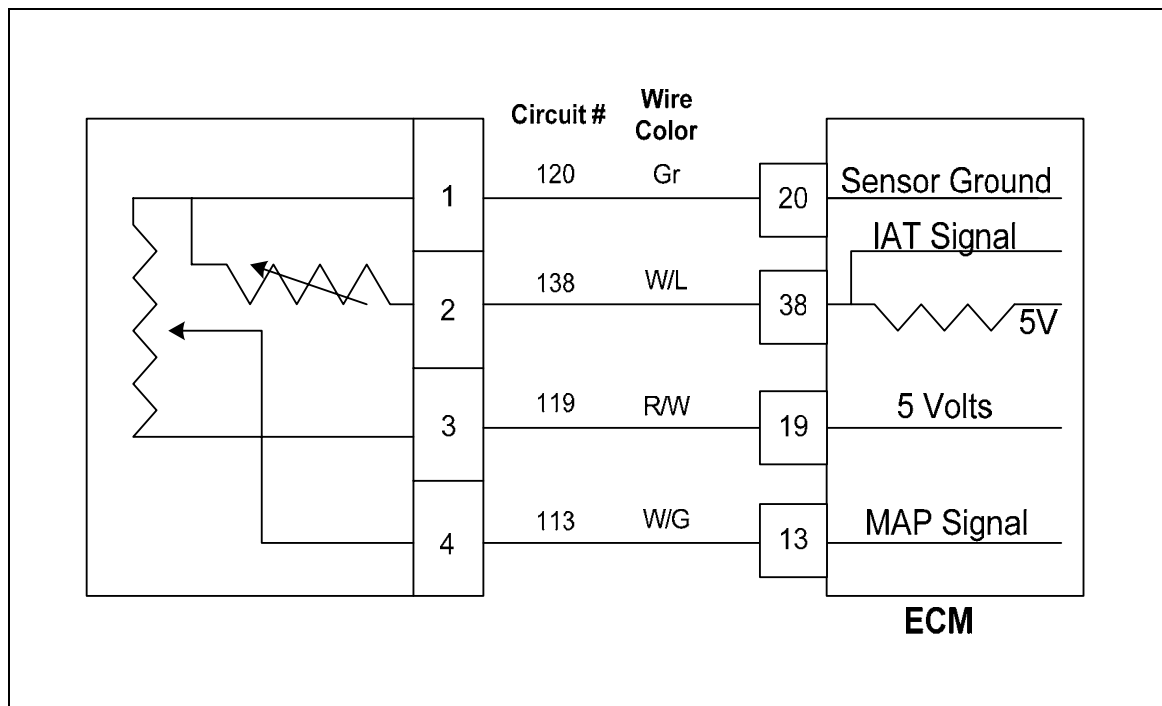 Circuit #
Wire
Color
1
120
Gr
20
Sensor Ground
IAT Signal
2
138
W/L
38
5V
3
119
R/W
19
5 Volts
4
113
W/G
13
MAP Signal
ECM